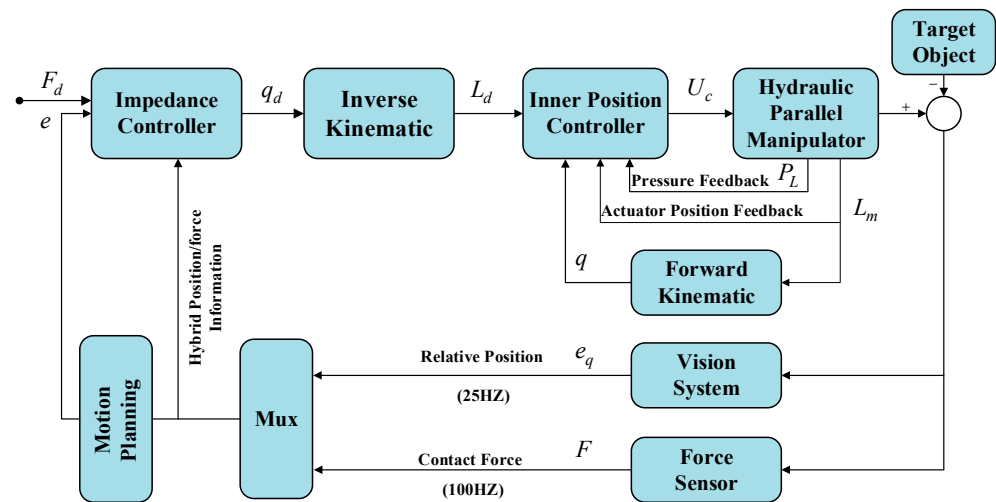 Target
Object
F_d
e
Impedance
Controller
q_d
Inverse
Kinematic
L_d
Inner Position
Controller
U_c
Hydraulic
Parallel
Manipulator
+
−
Pressure Feedback
P_L
Actuator Position Feedback
L_m
q
Forward
Kinematic
Hybrid Position/force
Information
Motion
Planning
Mux
Relative Position
(25HZ)
e_q
Vision
System
Contact Force
(100HZ)
F
Force
Sensor